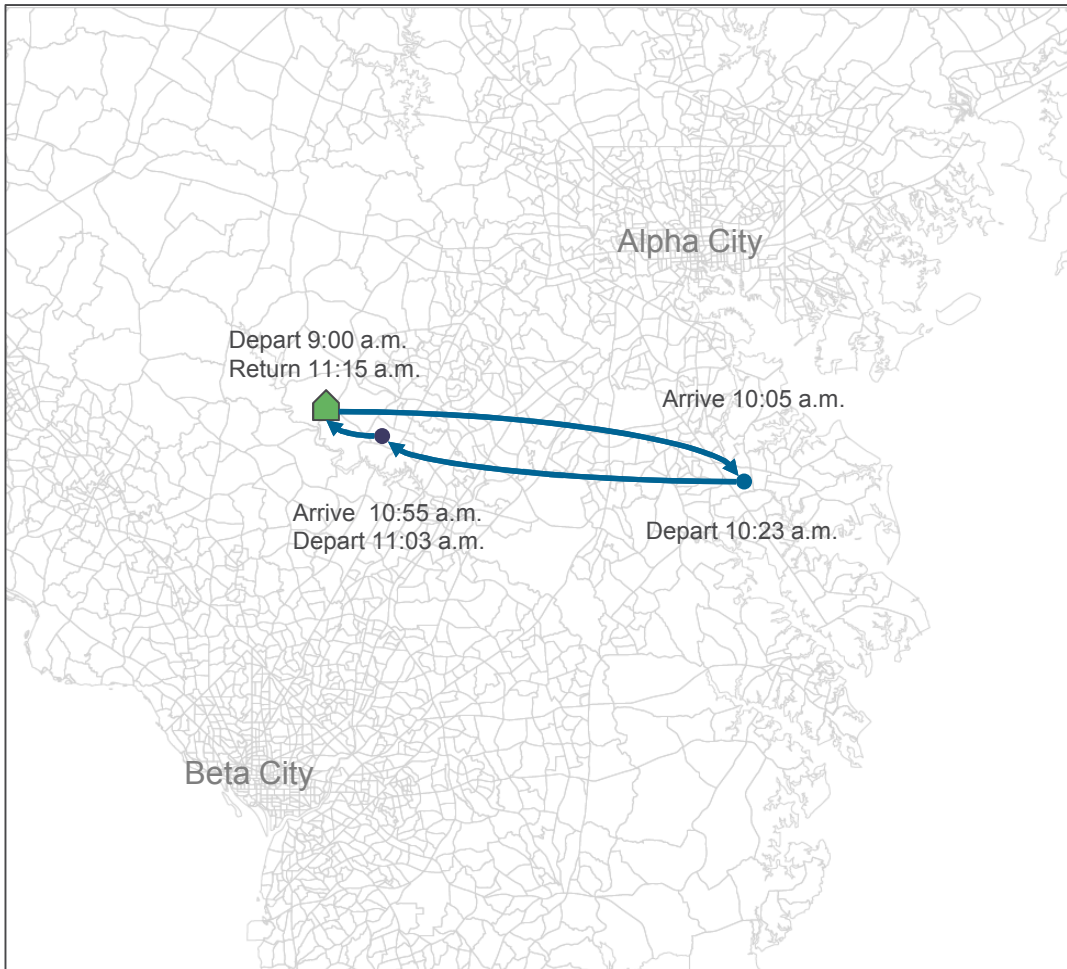 Alpha City
Depart 9:00 a.m.
Return 11:15 a.m.
Arrive 10:05 a.m.
Arrive  10:55 a.m.
Depart 11:03 a.m.
Depart 10:23 a.m.
Beta City